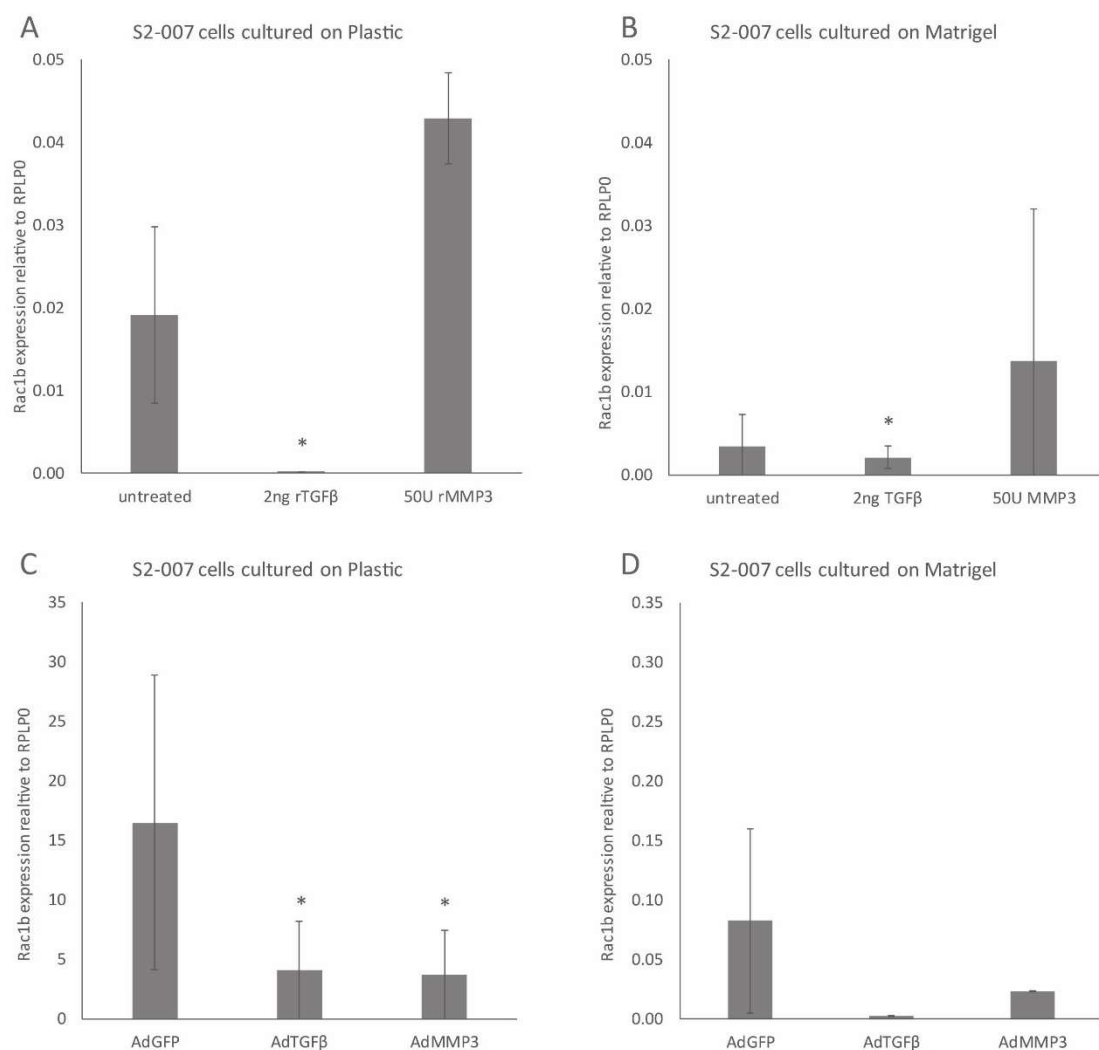 A
S2-007 cells cultured on Plastic
Rac1b expression relative to RPLP0
0.05
0.04
0.03
0.02
0.01
0.00
*
untreated
2ng rTGFβ
50U rMMP3
B
S2-007 cells cultured on Matrigel
Rac1b expression relative to RPLP0
0.05
0.04
0.03
0.02
0.01
0.00
*
untreated
2ng TGFβ
50U MMP3
C
S2-007 cells cultured on Plastic
Rac1b expression realtive to RPLP0
35
30
25
20
15
10
5
0
*
*
AdGFP
AdTGFβ
AdMMP3
D
S2-007 cells cultured on Matrigel
Rac1b expression realtive to RPLP0
0.35
0.30
0.25
0.20
0.15
0.10
0.05
0.00
AdGFP
AdTGFβ
AdMMP3